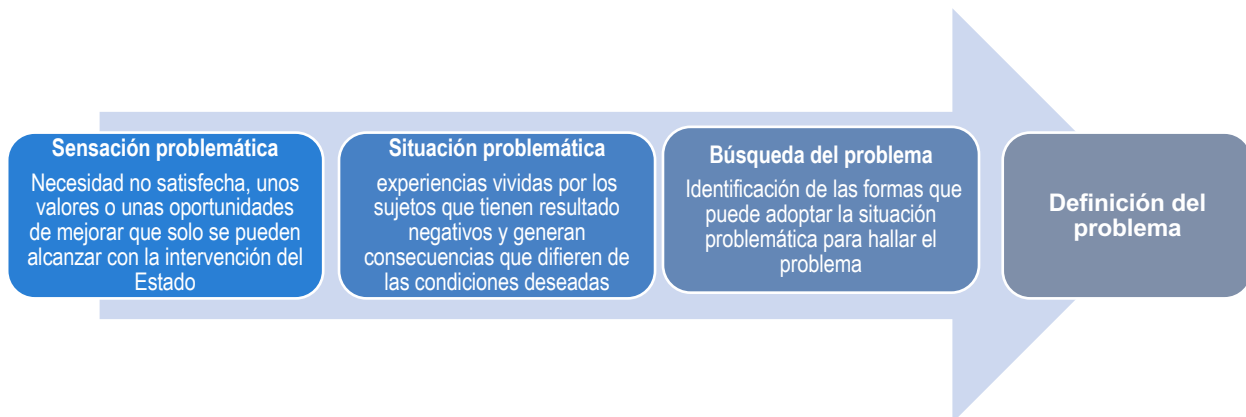 Sensación problemática
Necesidad no satisfecha, unos
valores o unas oportunidades
de mejorar que solo se pueden
alcanzar con la intervención del
Estado
Situación problemática
experiencias vividas por los
sujetos que tienen resultado
negativos y generan
consecuencias que difieren de
las condiciones deseadas
Búsqueda del problema
Identificación de las formas que
puede adoptar la situación
problemática para hallar el
problema
Definición del
problema